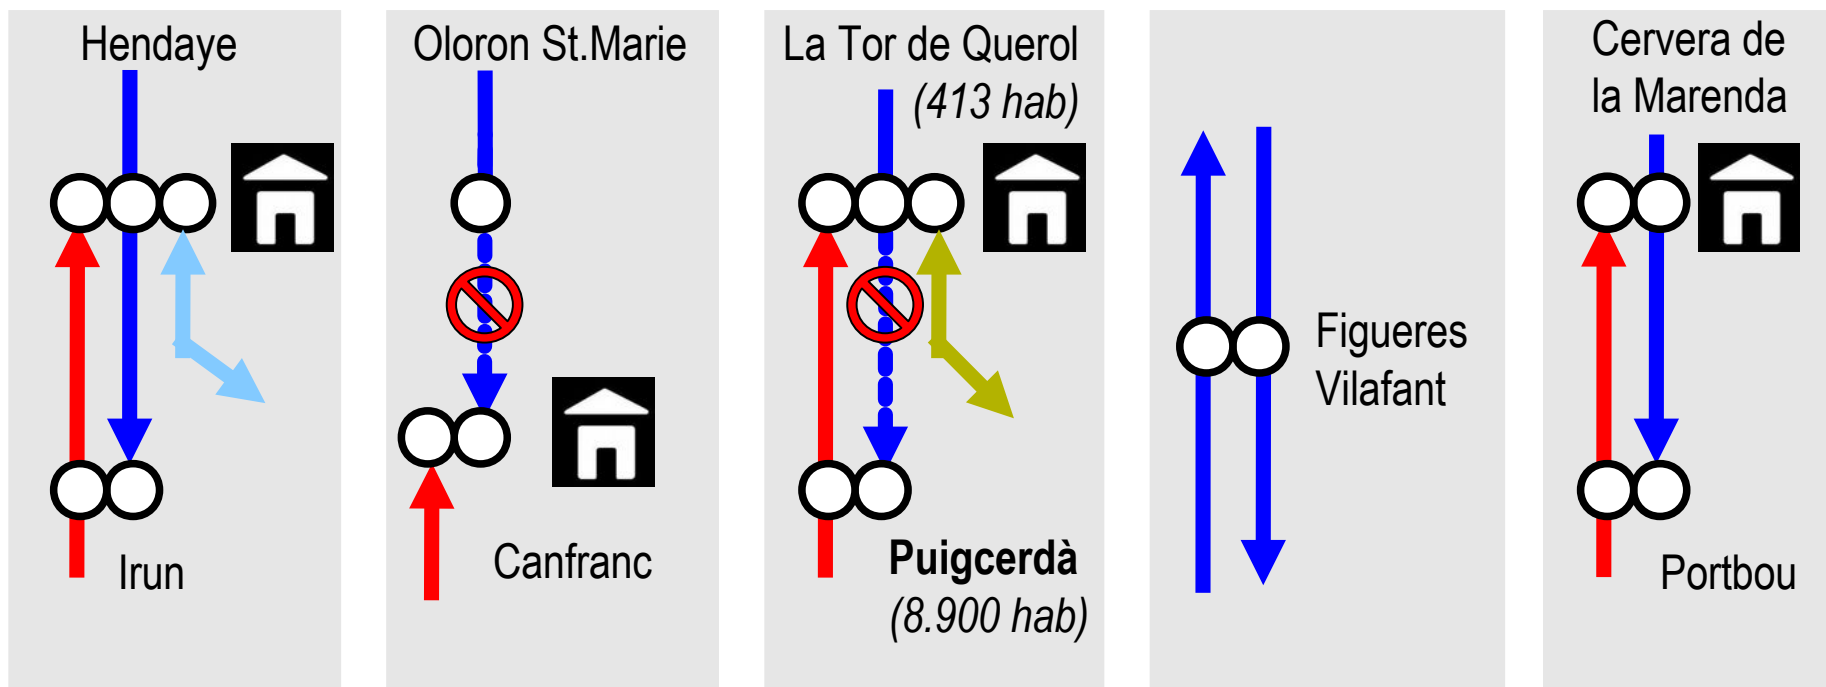 Hendaye
Irun
Oloron St.Marie
Canfranc
La Tor de Querol
(413 hab)
Puigcerdà
(8.900 hab)
Figueres
Vilafant
Cervera de
la Marenda
Portbou